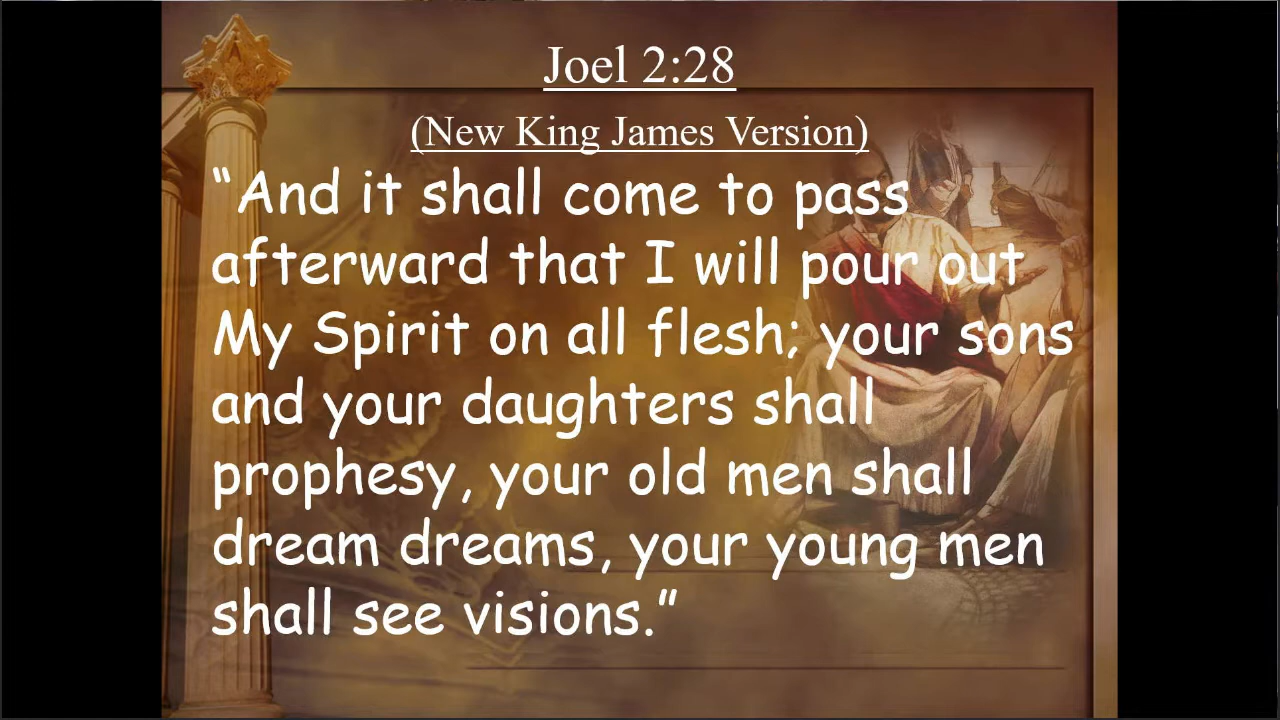 Joel 2:28
(New King James Version)
“And it shall come to pass
afterward that I will pour out
My Spirit on all flesh; your sons
and your daughters shall
prophesy, your old men shall
dream dreams, your young men
shall see visions.”